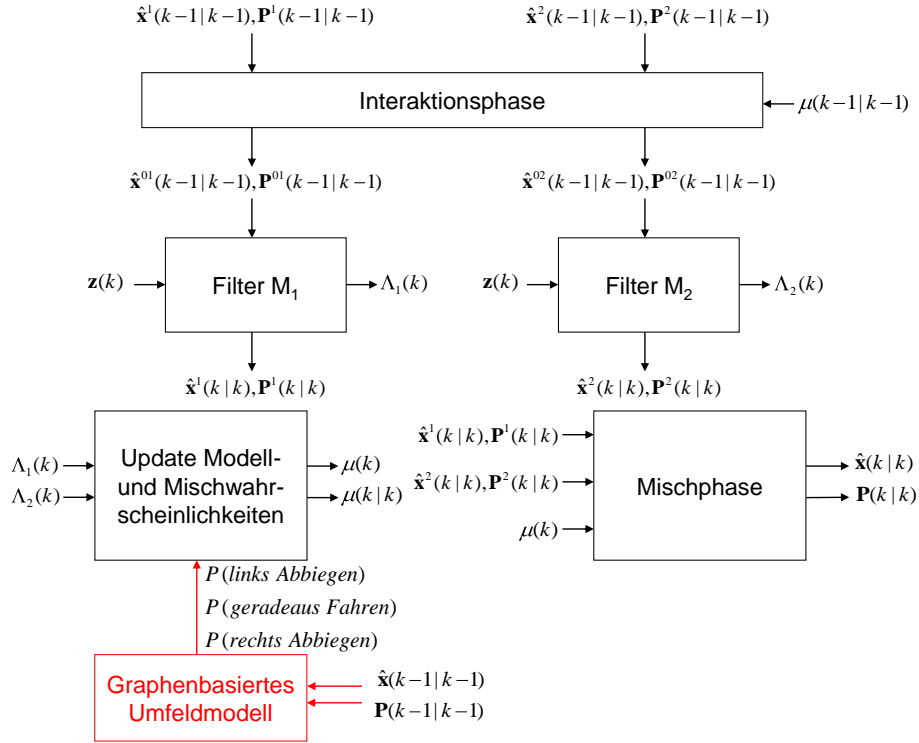 x̂¹(k−1|k−1), P¹(k−1|k−1)
x̂²(k−1|k−1), P²(k−1|k−1)
Interaktionsphase
μ(k−1|k−1)
x̂⁰¹(k−1|k−1), P⁰¹(k−1|k−1)
x̂⁰²(k−1|k−1), P⁰²(k−1|k−1)
z(k)
Filter M₁
Λ₁(k)
z(k)
Filter M₂
Λ₂(k)
x̂¹(k|k), P¹(k|k)
x̂²(k|k), P²(k|k)
Λ₁(k)
Λ₂(k)
Update Modell-
und Mischwahr-
scheinlichkeiten
μ(k)
μ(k|k)
x̂¹(k|k), P¹(k|k)
x̂²(k|k), P²(k|k)
μ(k)
Mischphase
x̂(k|k)
P(k|k)
P(links Abbiegen)
P(geradeaus Fahren)
P(rechts Abbiegen)
Graphenbasiertes
Umfeldmodell
x̂(k−1|k−1)
P(k−1|k−1)